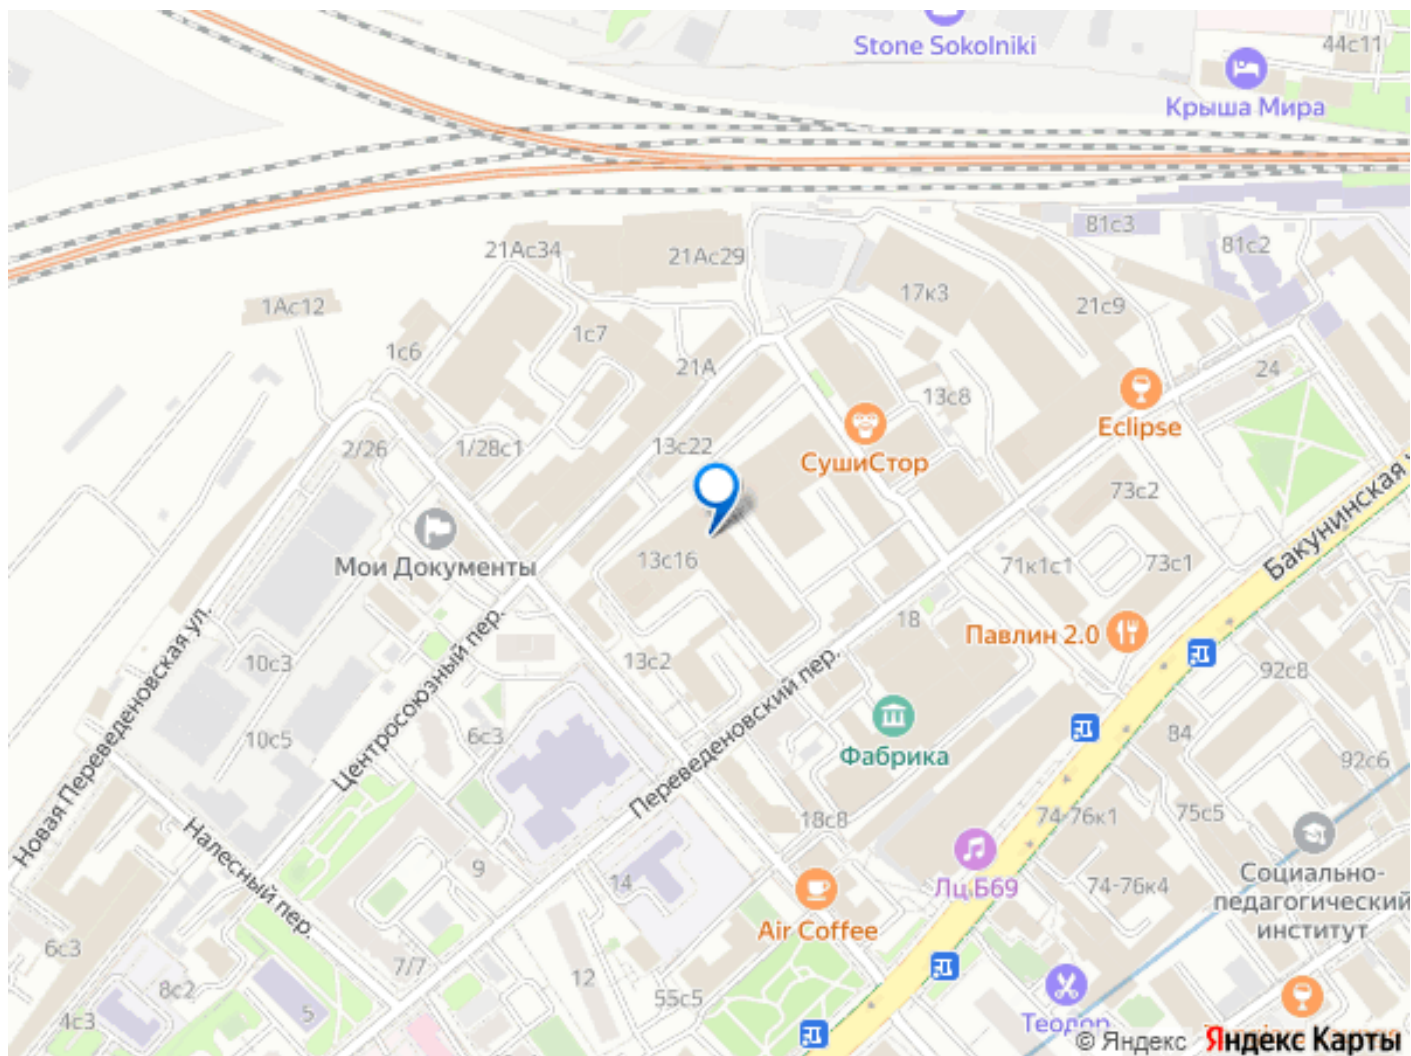 Stone Sokolniki
44с11
Крыша Мира
81с3
81с2
21Ас34
21Ас29
17к3
21с9
1Ас12
1с7
1с6
21А
24
13с8
Eclipse
2/26
1/28с1
13с22
СушиСтор
73с2
Бакунинская
Мои Документы
13с16
71к1с1
73с1
18
Павлин 2.0
Новая Переведеновская ул.
Центросоюзный пер.
10с3
13с2
Переведеновский пер.
92с8
10с5
6с3
Фабрика
84
92с6
Налесный пер.
18с8
74-76к1
75с5
9
14
Лц Б69
74-76к4
Социально-
педагогический
институт
Air Coffee
6с3
7/7
12
8с2
55с5
4с3
5
Теодор
© Яндекс Яндекс Карты